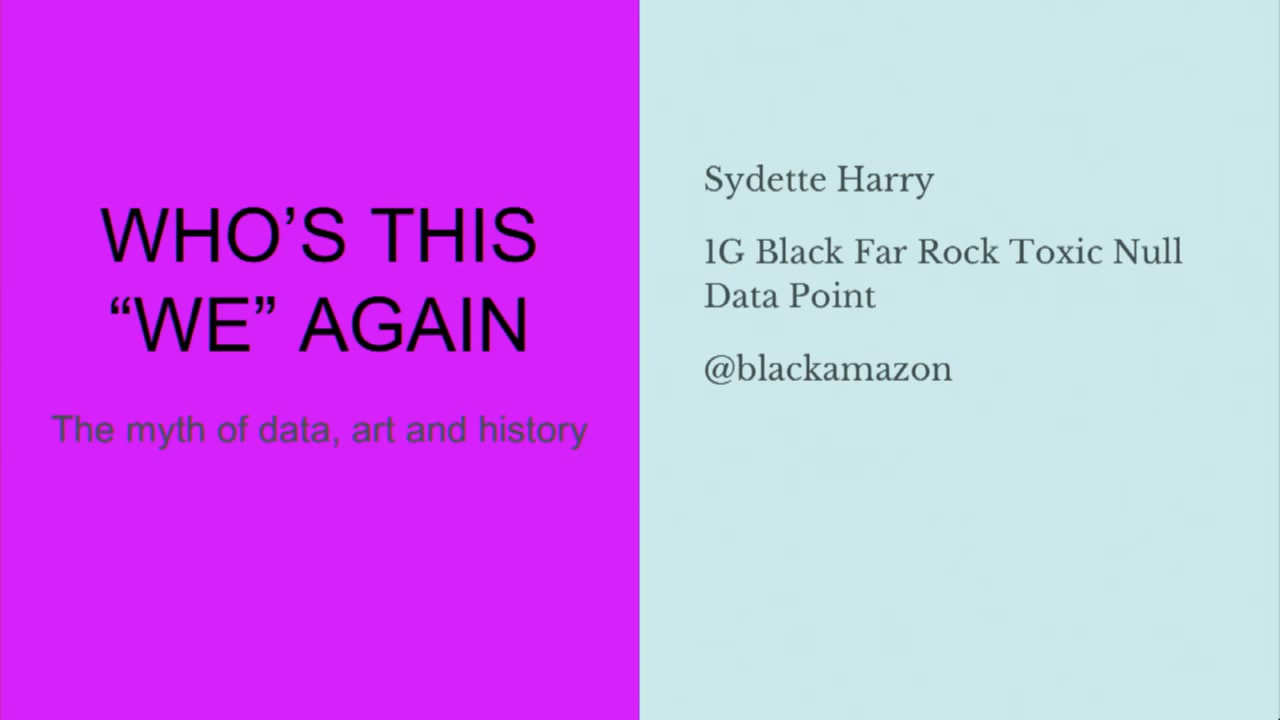 WHO’S THIS
“WE” AGAIN
The myth of data, art and history
Sydette Harry
1G Black Far Rock Toxic Null
Data Point
@blackamazon